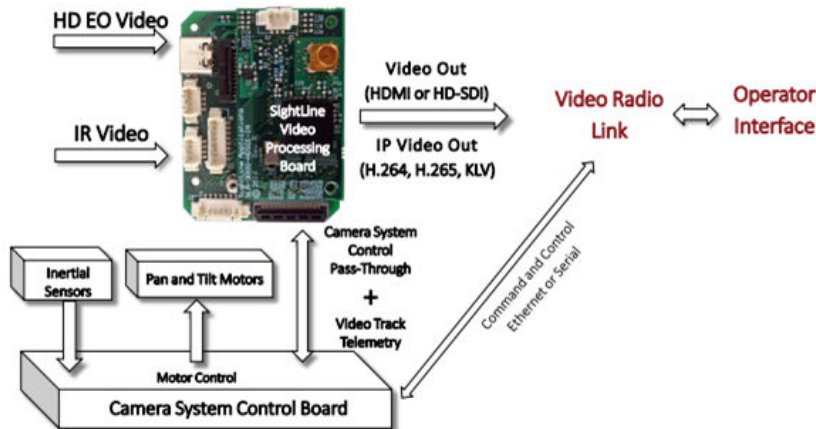 HD EO Video
IR Video
SightLine
Video
Processing
Board
Video Out
(HDMI or HD-SDI)
IP Video Out
(H.264, H.265, KLV)
Video Radio
Link
Operator
Interface
Camera System
Control
Pass-Through
+
Video Track
Telemetry
Command and Control
Ethernet or Serial
Inertial
Sensors
Pan and Tilt Motors
Motor Control
Camera System Control Board